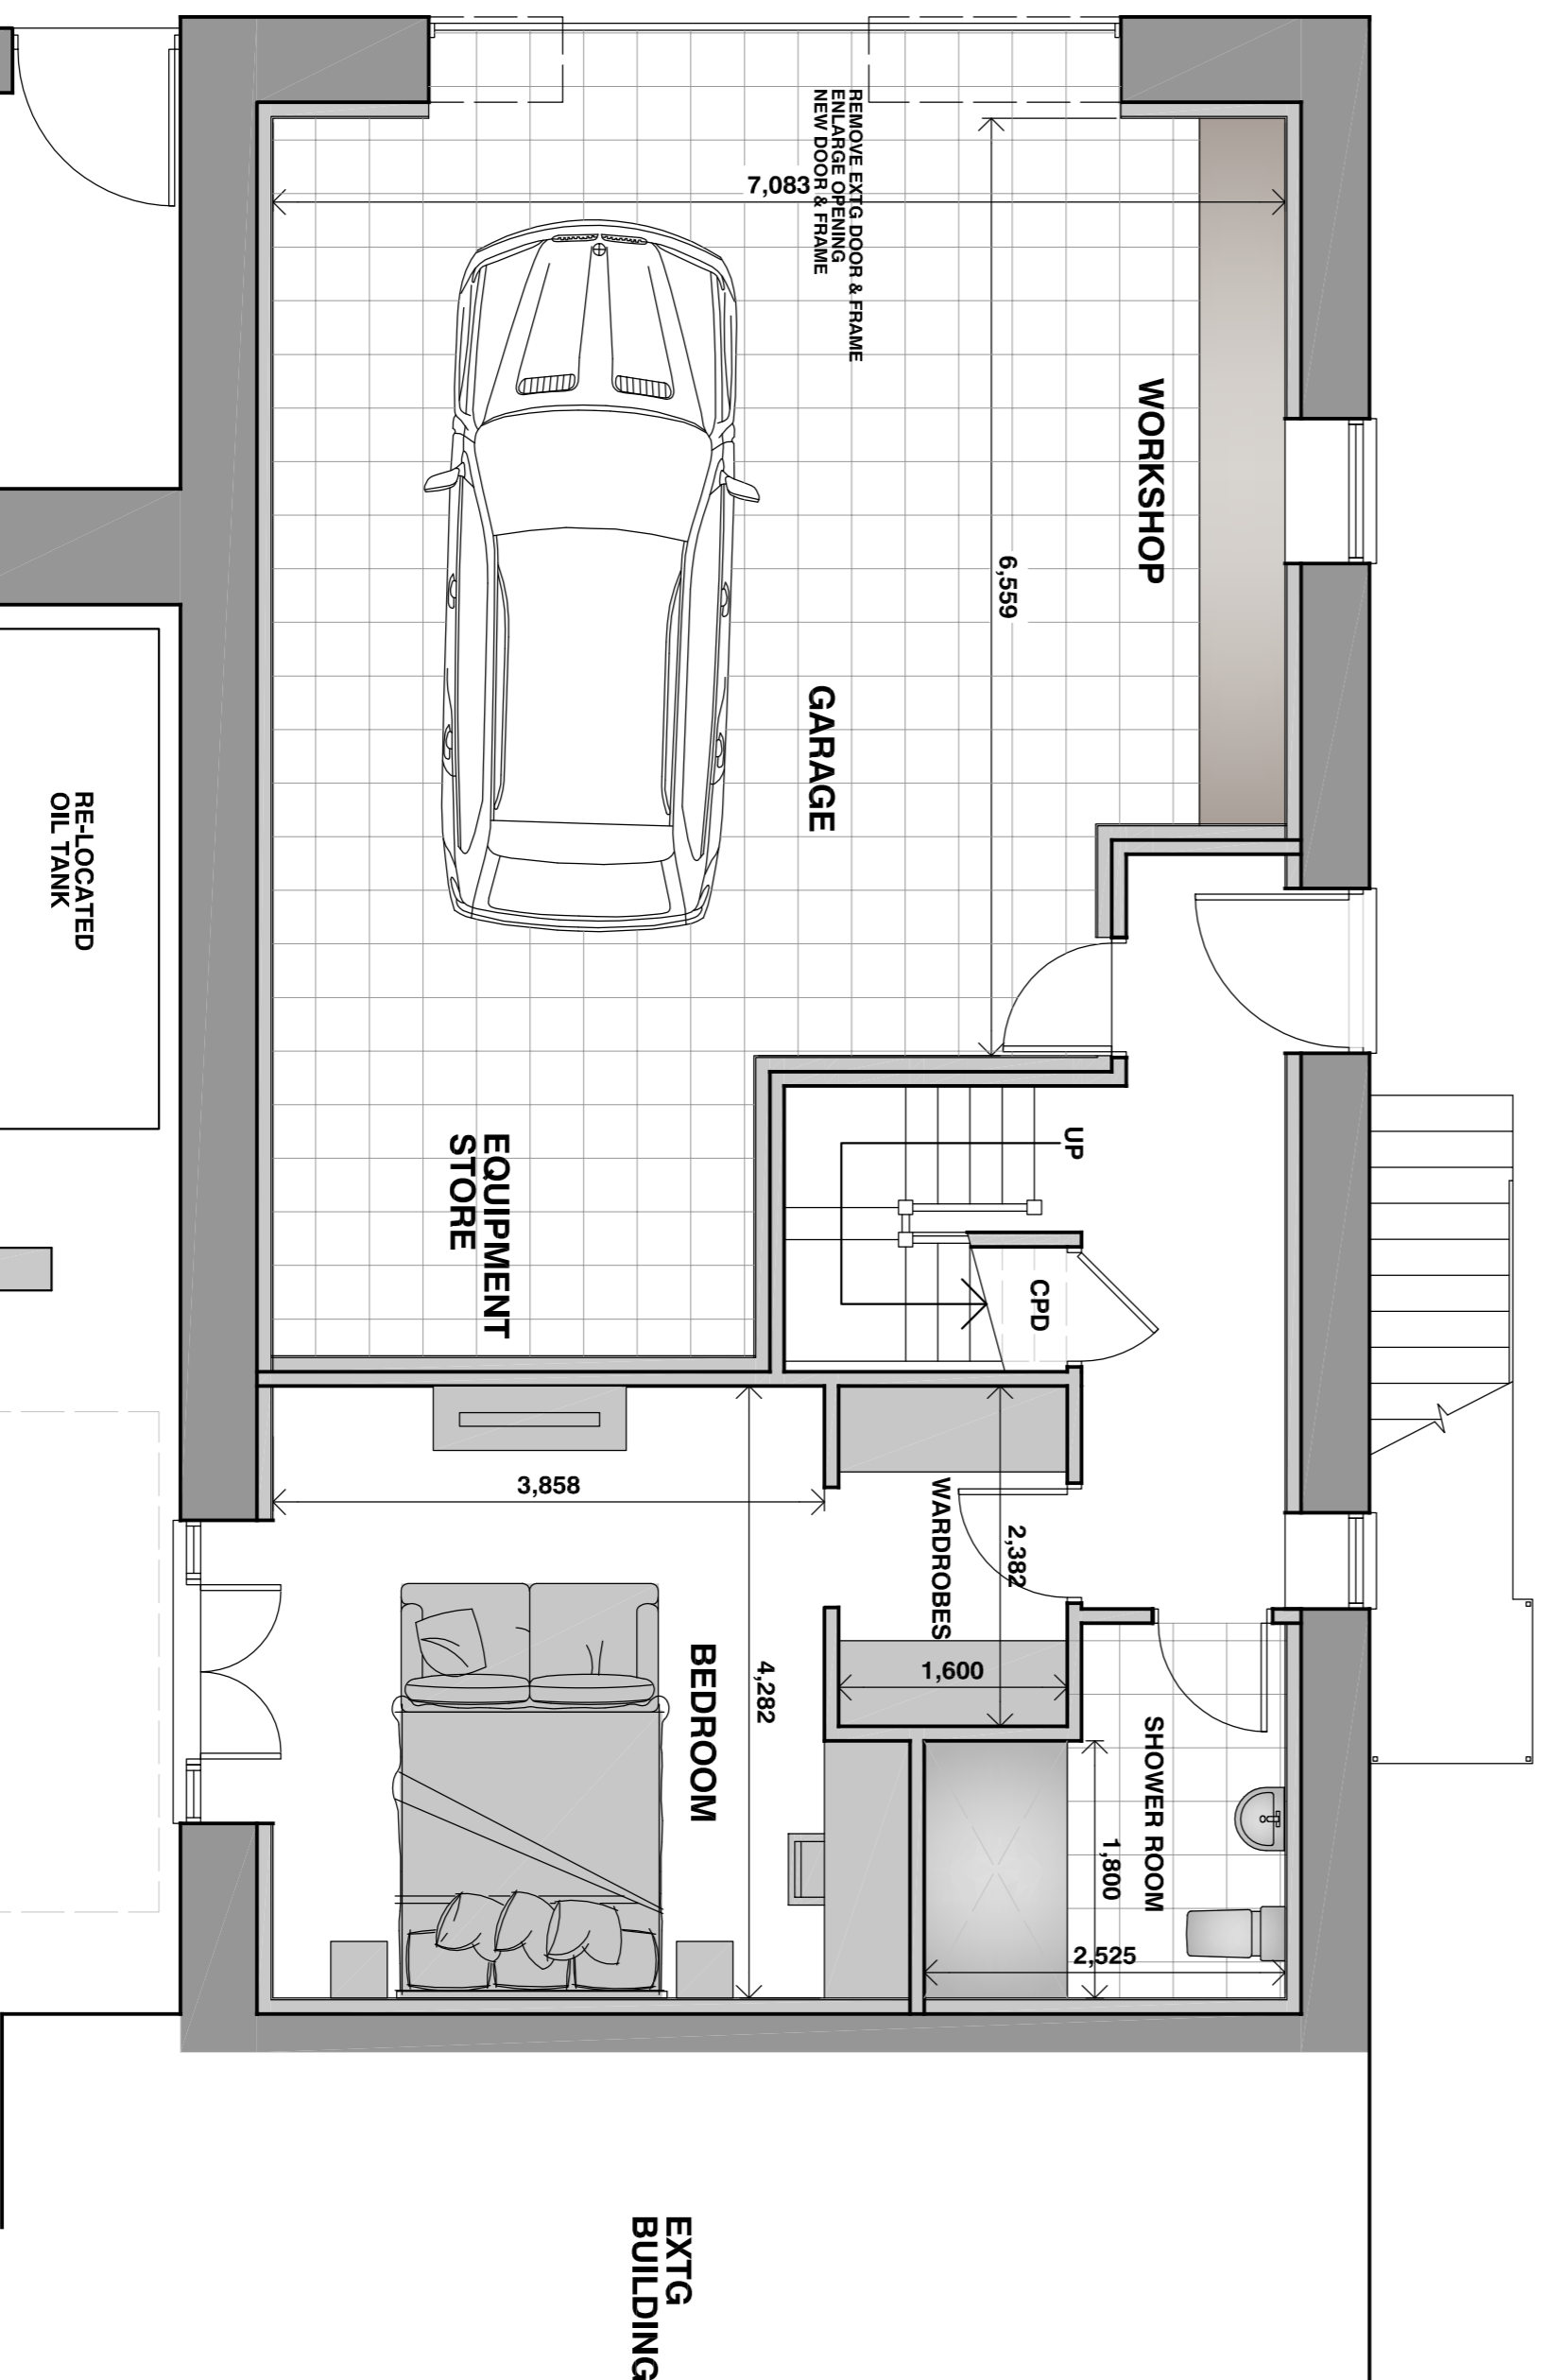 REMOVE EXTG DOOR & FRAME
ENLARGE OPENING
NEW DOOR & FRAME
7,083
WORKSHOP
6,559
GARAGE
RE-LOCATED
OIL TANK
UP
EQUIPMENT
STORE
CPD
3,858
WARDROBES
2,382
BEDROOM
4,282
1,600
SHOWER ROOM
1,800
2,525
EXTG
BUILDING